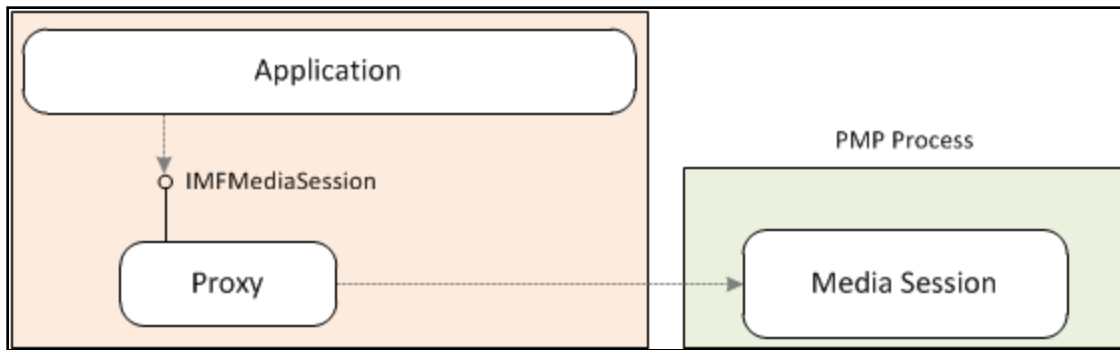 Application
PMP Process
IMFMediaSession
Proxy
Media Session